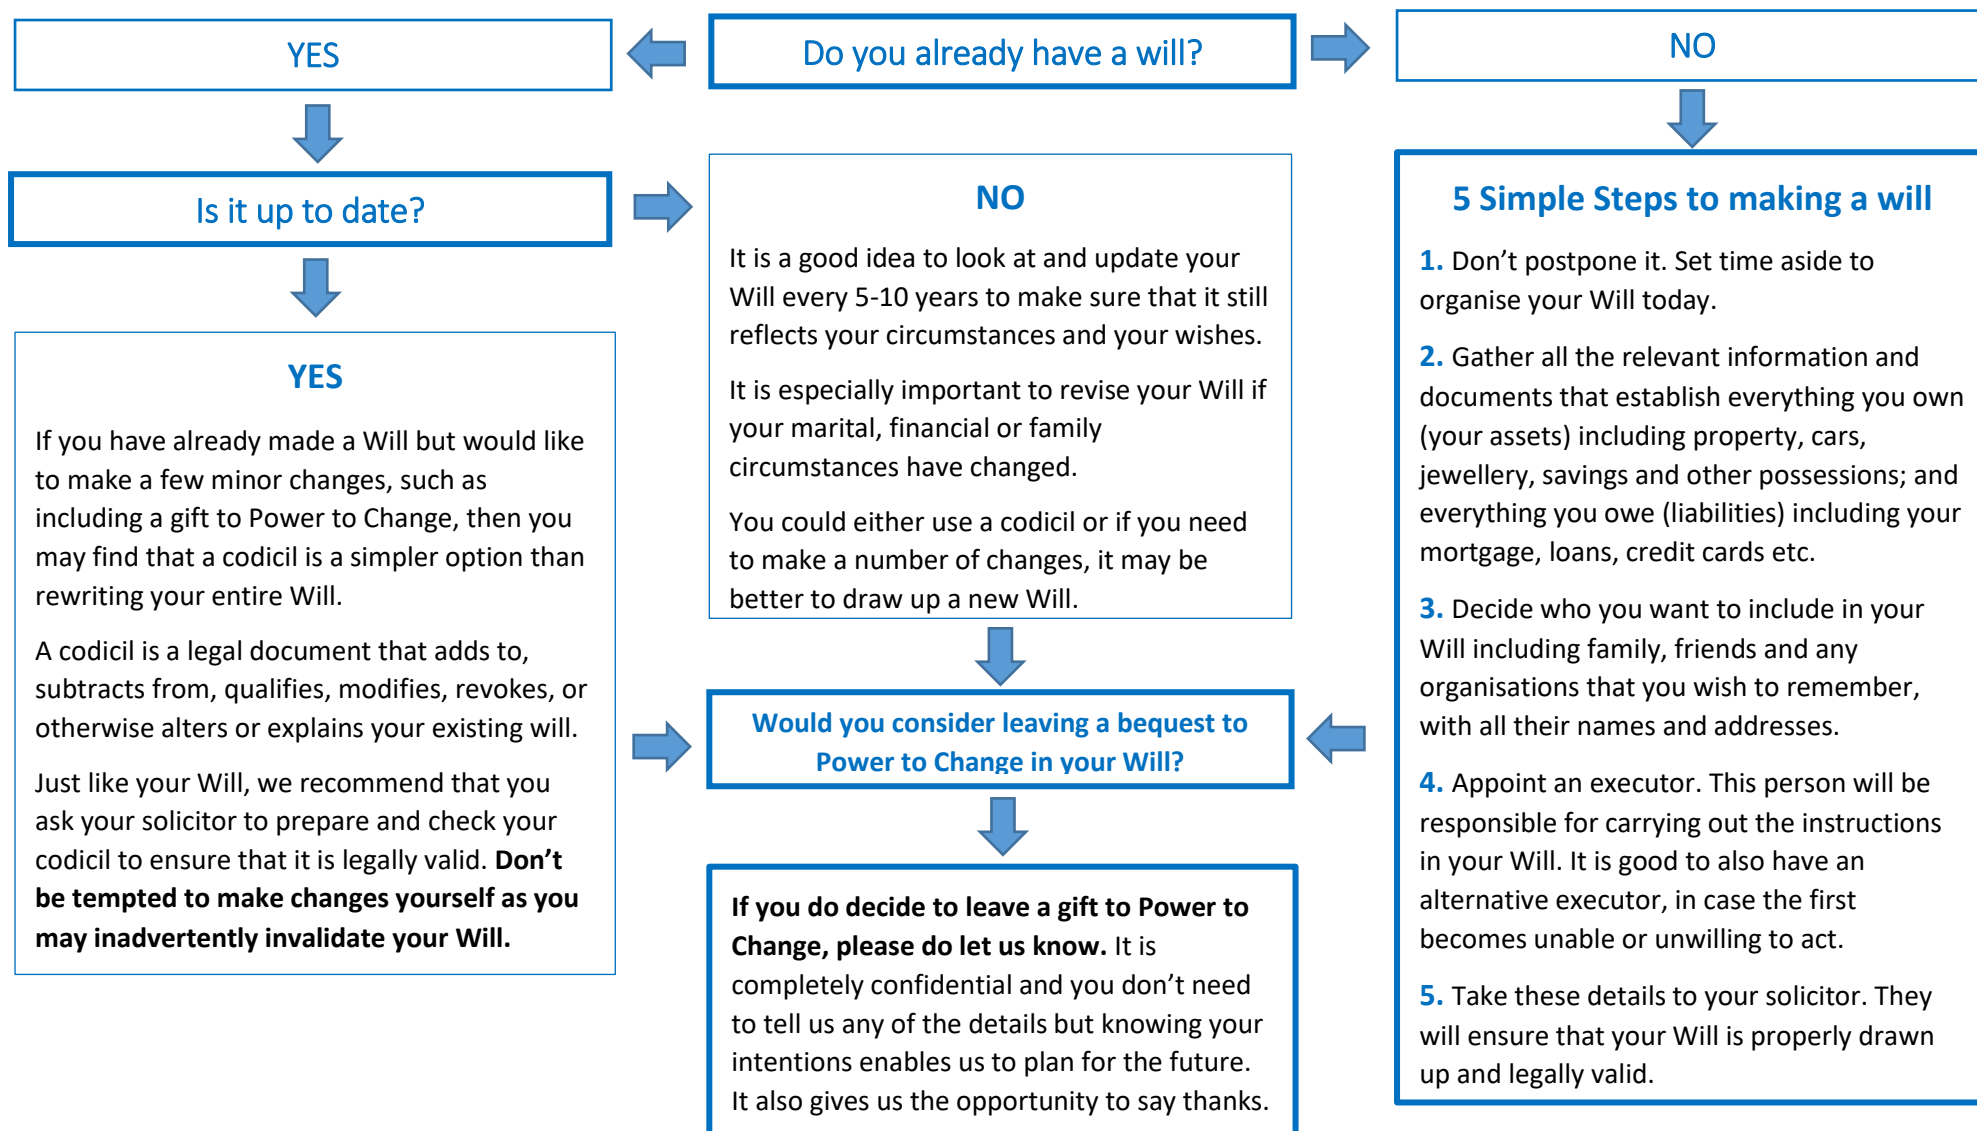 Do you already have a will?
YES
NO
Is it up to date?
YES
If you have already made a Will but would like
to make a few minor changes, such as
including a gift to Power to Change, then you
may find that a codicil is a simpler option than
rewriting your entire Will.
A codicil is a legal document that adds to,
subtracts from, qualifies, modifies, revokes, or
otherwise alters or explains your existing will.
Just like your Will, we recommend that you
ask your solicitor to prepare and check your
codicil to ensure that it is legally valid. Don’t
be tempted to make changes yourself as you
may inadvertently invalidate your Will.
NO
It is a good idea to look at and update your
Will every 5-10 years to make sure that it still
reflects your circumstances and your wishes.
It is especially important to revise your Will if
your marital, financial or family
circumstances have changed.
You could either use a codicil or if you need
to make a number of changes, it may be
better to draw up a new Will.
5 Simple Steps to making a will
1. Don’t postpone it. Set time aside to
organise your Will today.
2. Gather all the relevant information and
documents that establish everything you own
(your assets) including property, cars,
jewellery, savings and other possessions; and
everything you owe (liabilities) including your
mortgage, loans, credit cards etc.
3. Decide who you want to include in your
Will including family, friends and any
organisations that you wish to remember,
with all their names and addresses.
4. Appoint an executor. This person will be
responsible for carrying out the instructions
in your Will. It is good to also have an
alternative executor, in case the first
becomes unable or unwilling to act.
5. Take these details to your solicitor. They
will ensure that your Will is properly drawn
up and legally valid.
Would you consider leaving a bequest to
Power to Change in your Will?
If you do decide to leave a gift to Power to
Change, please do let us know. It is
completely confidential and you don’t need
to tell us any of the details but knowing your
intentions enables us to plan for the future.
It also gives us the opportunity to say thanks.